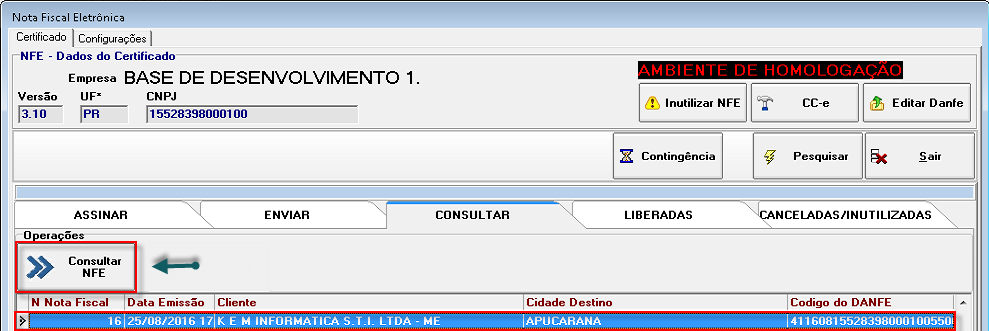 Nota Fiscal Eletrônica
Certificado Configurações
NFE - Dados do Certificado
Empresa BASE DE DESENVOLVIMENTO 1.
AMBIENTE DE HOMOLOGAÇÃO
Versão UF* CNPJ
3.10 PR 15528398000100
Inutilizar NFE CC-e Editar Danfe
Contingência Pesquisar Sair
ASSINAR ENVIAR CONSULTAR LIBERADAS CANCELADAS/INUTILIZADAS
Operações
Consultar
NFE
N Nota Fiscal Data Emissão Cliente Cidade Destino Codigo do DANFE
16 25/08/2016 17 K E M INFORMATICA S.T.I. LTDA - ME APUCARANA 41160815528398000100550